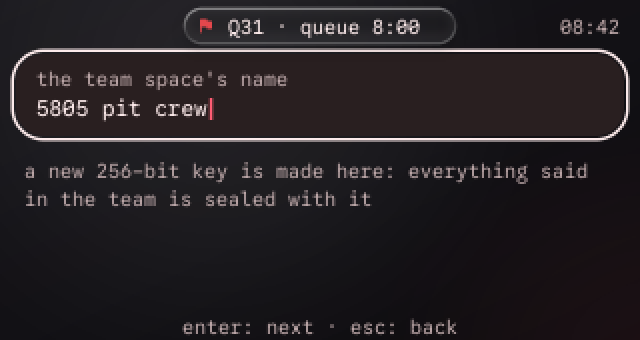 Q31 · queue 8:00
08:42
the team space's name
5805 pit crew
a new 256-bit key is made here: everything said
in the team is sealed with it
enter: next · esc: back